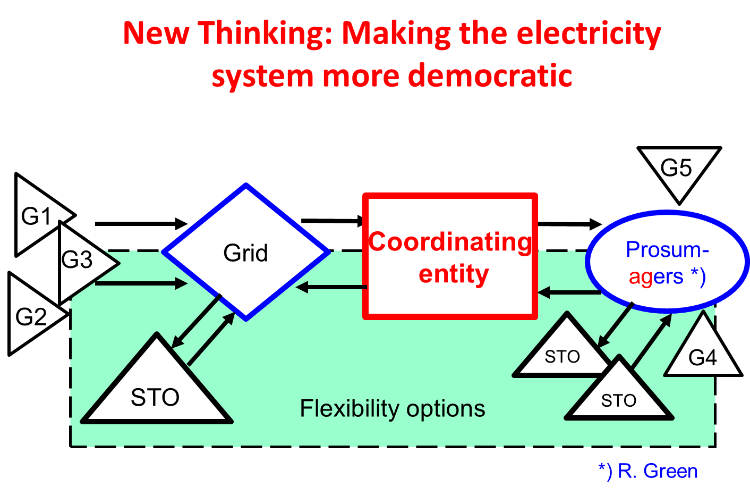 New Thinking: Making the electricity
system more democratic
G5
G1
G3
G2
Grid
Coordinating
entity
Prosum-
agers *)
STO
STO
STO
G4
Flexibility options
*) R. Green